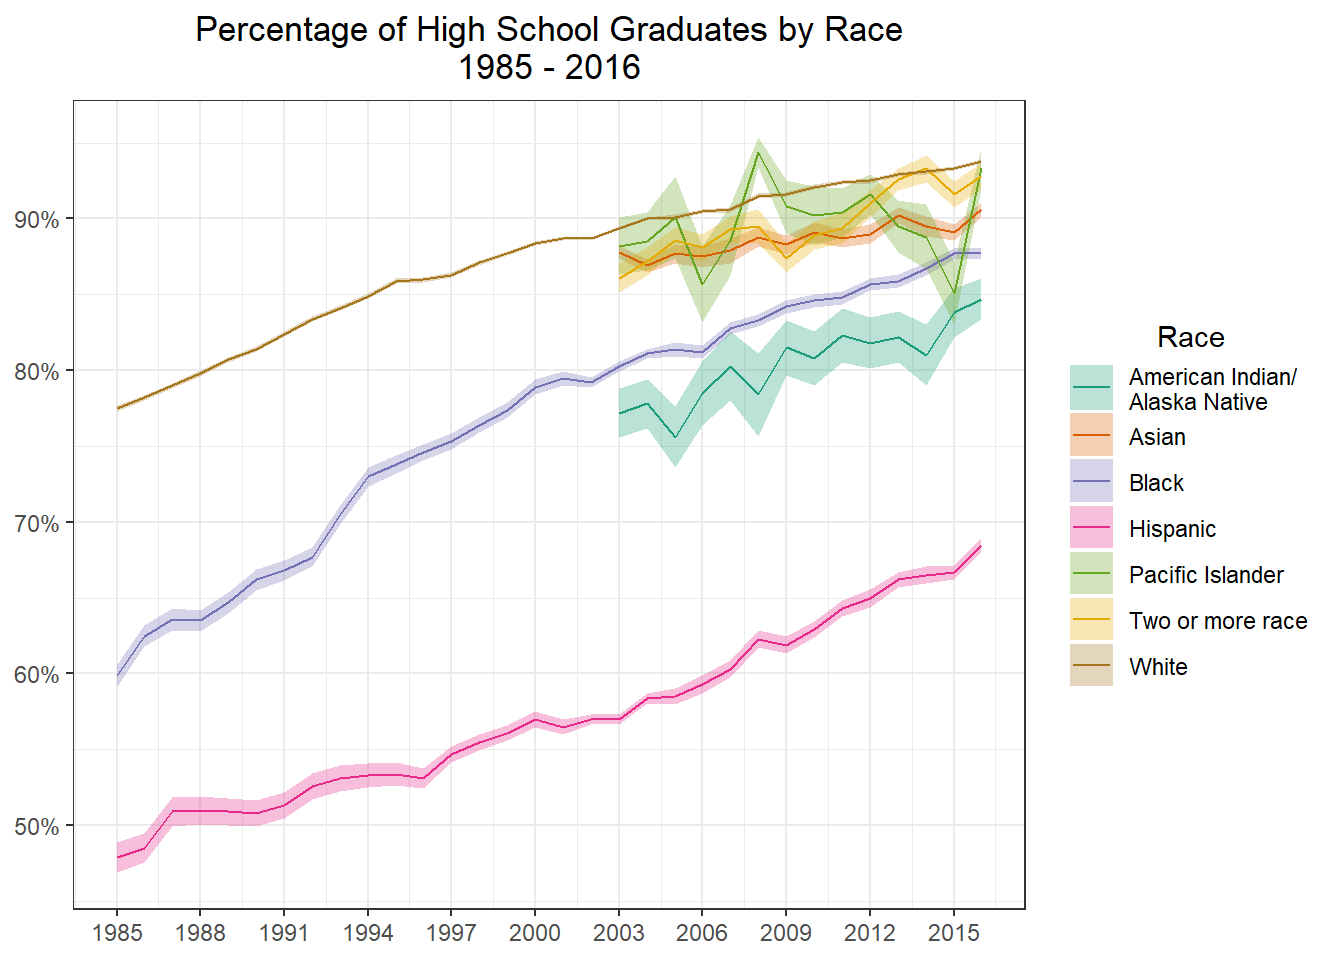 Percentage of High School Graduates by Race
1985 - 2016
90%
80%
70%
60%
50%
1985 1988 1991 1994 1997 2000 2003 2006 2009 2012 2015
Race
American Indian/
Alaska Native
Asian
Black
Hispanic
Pacific Islander
Two or more race
White